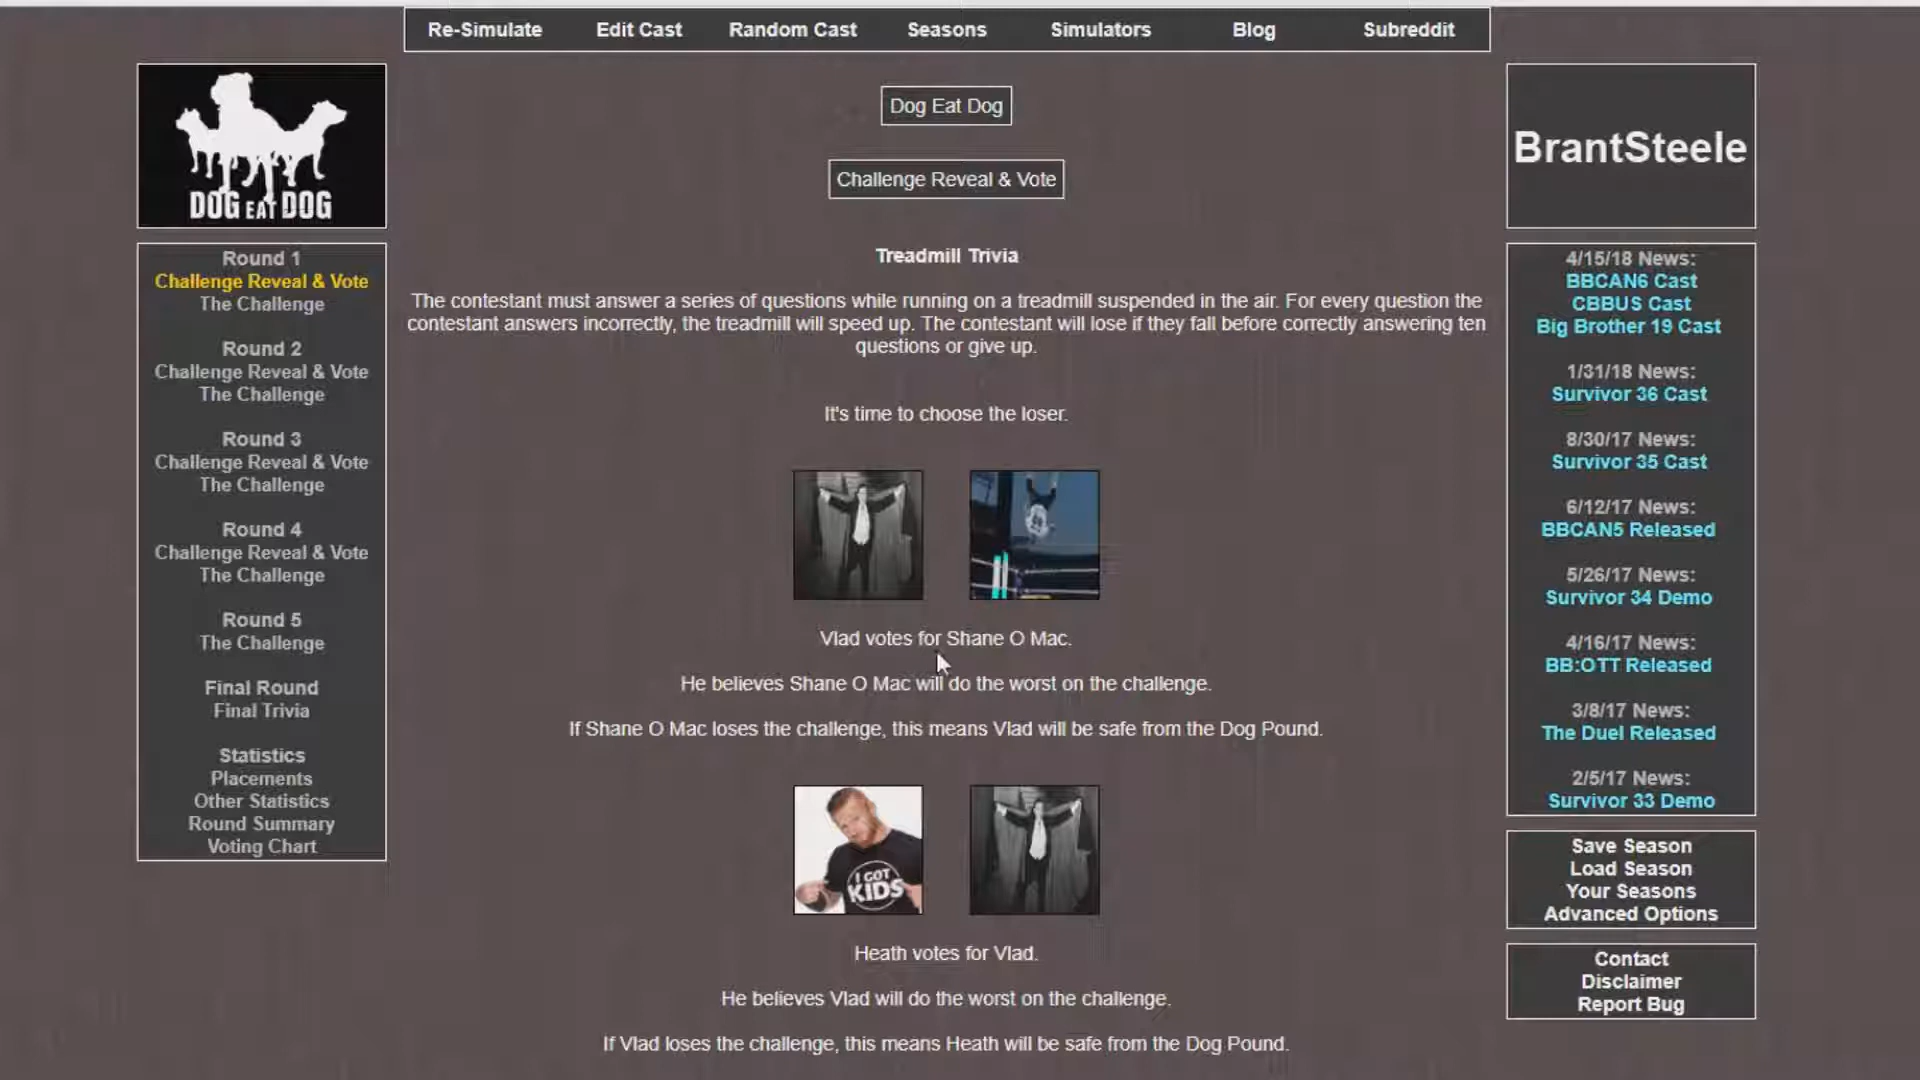 Re-Simulate Edit Cast Random Cast Seasons Simulators Blog Subreddit
DOG EAT DOG
Round 1
Challenge Reveal & Vote
The Challenge
Round 2
Challenge Reveal & Vote
The Challenge
Round 3
Challenge Reveal & Vote
The Challenge
Round 4
Challenge Reveal & Vote
The Challenge
Round 5
The Challenge
Final Round
Final Trivia
Statistics
Placements
Other Statistics
Round Summary
Voting Chart
Dog Eat Dog
Challenge Reveal & Vote
Treadmill Trivia
The contestant must answer a series of questions while running on a treadmill suspended in the air. For every question the
contestant answers incorrectly, the treadmill will speed up. The contestant will lose if they fall before correctly answering ten
questions or give up.
It's time to choose the loser.
Vlad votes for Shane O Mac.
He believes Shane O Mac will do the worst on the challenge.
If Shane O Mac loses the challenge, this means Vlad will be safe from the Dog Pound.
I GOT
KIDS
Heath votes for Vlad.
He believes Vlad will do the worst on the challenge.
If Vlad loses the challenge, this means Heath will be safe from the Dog Pound.
BrantSteele
4/15/18 News:
BBCAN6 Cast
CBBUS Cast
Big Brother 19 Cast
1/31/18 News:
Survivor 36 Cast
8/30/17 News:
Survivor 35 Cast
6/12/17 News:
BBCAN5 Released
5/26/17 News:
Survivor 34 Demo
4/16/17 News:
BB:OTT Released
3/8/17 News:
The Duel Released
2/5/17 News:
Survivor 33 Demo
Save Season
Load Season
Your Seasons
Advanced Options
Contact
Disclaimer
Report Bug